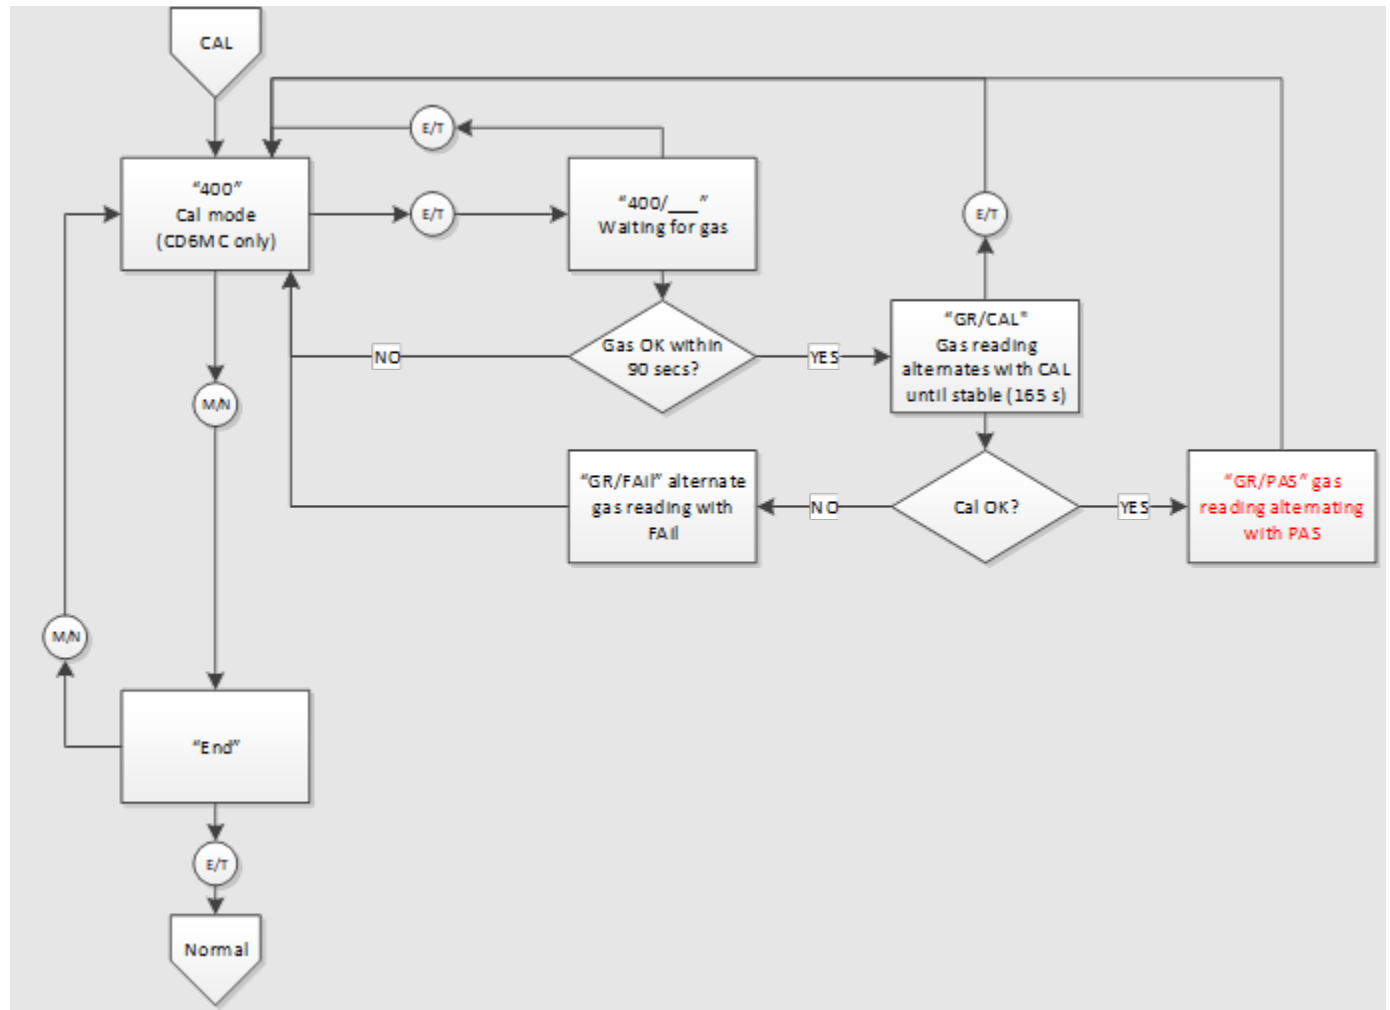 CAL
E/T
“400”
Cal mode
(CD6MC only)
E/T
“400/___”
Waiting for gas
E/T
“GR/CAL"
Gas reading
alternates with CAL
until stable (165 s)
NO
Gas OK within
90 secs?
YES
M/N
“GR/FAil” alternate
gas reading with
FAil
NO
Cal OK?
YES
“GR/PAS” gas
reading alternating
with PAS
M/N
“End”
E/T
Normal